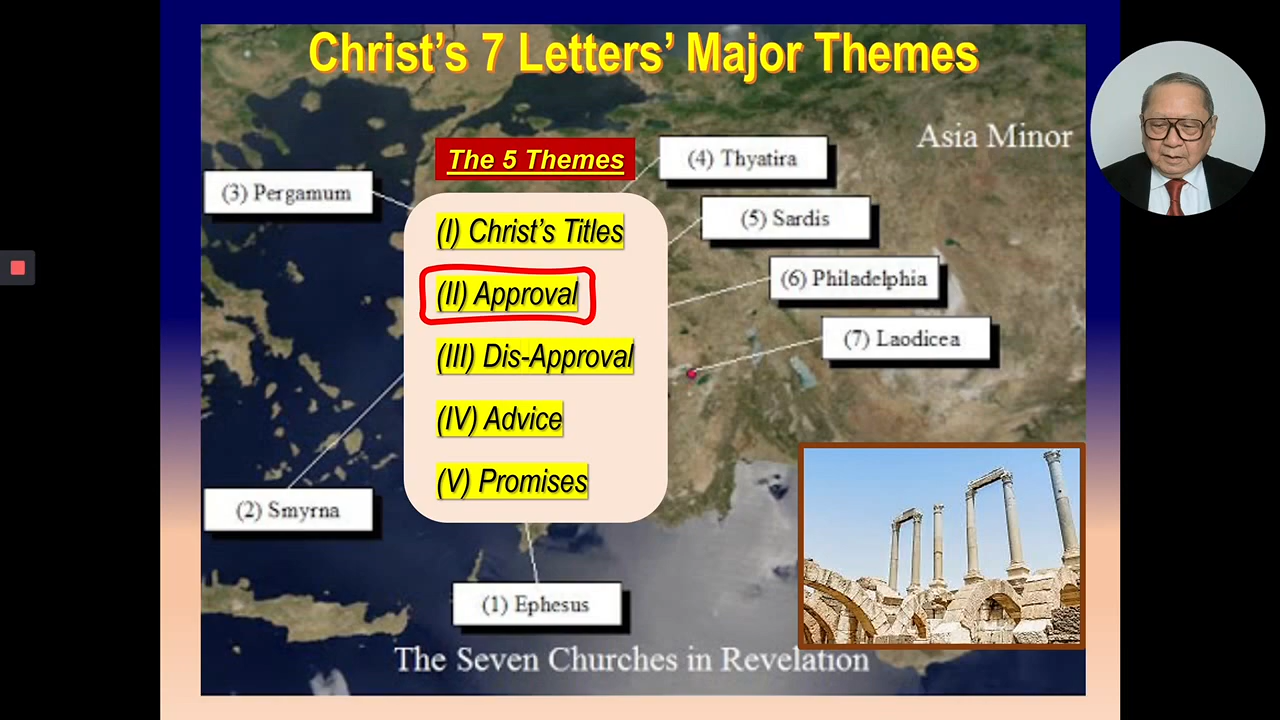 Christ's 7 Letters' Major Themes
Asia Minor
The 5 Themes
(I) Christ's Titles
(II) Approval
(III) Dis-Approval
(IV) Advice
(V) Promises
(3) Pergamum
(4) Thyatira
(5) Sardis
(6) Philadelphia
(7) Laodicea
(2) Smyrna
(1) Ephesus
The Seven Churches in Revelation